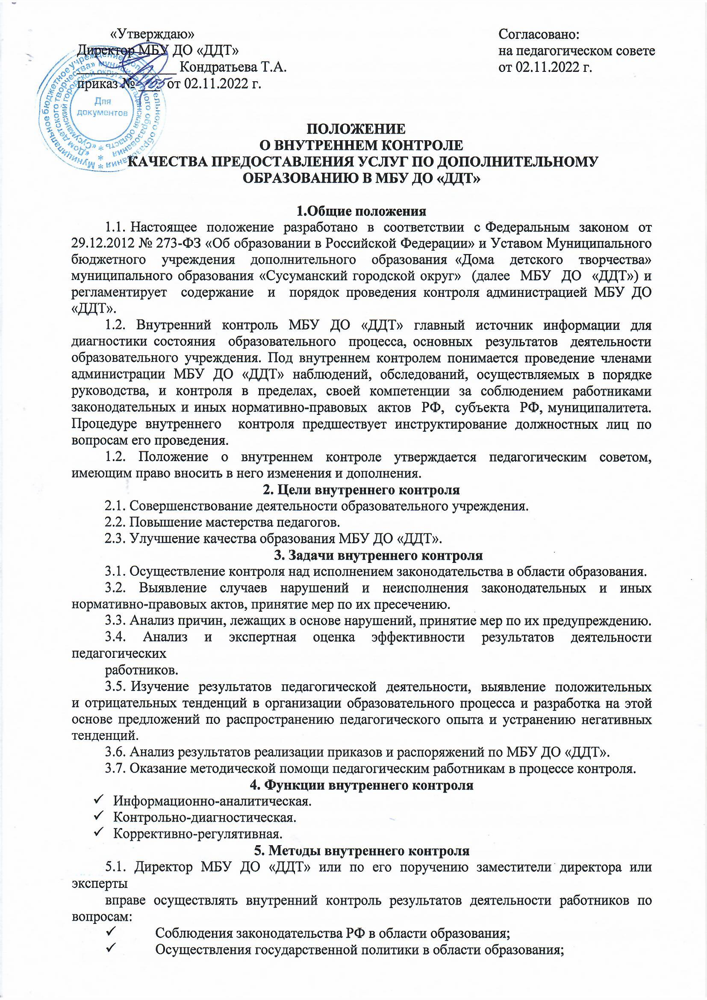 «Утверждаю»
Директор МБУ ДО «ДДТ»
Кондратьева Т.А.
приказ № 155 от 02.11.2022 г.
Согласовано:
на педагогическом совете
от 02.11.2022 г.
Муниципальное бюджетное учреждение дополнительного образования
«Дом детского творчества» муниципального образования
«Сусуманский городской округ» Магаданская область
Для
документов
ПОЛОЖЕНИЕ
О ВНУТРЕННЕМ КОНТРОЛЕ
КАЧЕСТВА ПРЕДОСТАВЛЕНИЯ УСЛУГ ПО ДОПОЛНИТЕЛЬНОМУ
ОБРАЗОВАНИЮ В МБУ ДО «ДДТ»
1.Общие положения
1.1. Настоящее положение разработано в соответствии с Федеральным законом от
29.12.2012 № 273-ФЗ «Об образовании в Российской Федерации» и Уставом Муниципального
бюджетного учреждения дополнительного образования «Дома детского творчества»
муниципального образования «Сусуманский городской округ» (далее МБУ ДО «ДДТ») и
регламентирует содержание и порядок проведения контроля администрацией МБУ ДО
«ДДТ».
1.2. Внутренний контроль МБУ ДО «ДДТ» главный источник информации для
диагностики состояния образовательного процесса, основных результатов деятельности
образовательного учреждения. Под внутреннем контролем понимается проведение членами
администрации МБУ ДО «ДДТ» наблюдений, обследований, осуществляемых в порядке
руководства, и контроля в пределах, своей компетенции за соблюдением работниками
законодательных и иных нормативно-правовых актов РФ, субъекта РФ, муниципалитета.
Процедуре внутреннего контроля предшествует инструктирование должностных лиц по
вопросам его проведения.
1.2. Положение о внутреннем контроле утверждается педагогическим советом,
имеющим право вносить в него изменения и дополнения.
2. Цели внутреннего контроля
2.1. Совершенствование деятельности образовательного учреждения.
2.2. Повышение мастерства педагогов.
2.3. Улучшение качества образования МБУ ДО «ДДТ».
3. Задачи внутреннего контроля
3.1. Осуществление контроля над исполнением законодательства в области образования.
3.2. Выявление случаев нарушений и неисполнения законодательных и иных
нормативно-правовых актов, принятие мер по их пресечению.
3.3. Анализ причин, лежащих в основе нарушений, принятие мер по их предупреждению.
3.4. Анализ и экспертная оценка эффективности результатов деятельности
педагогических
работников.
3.5. Изучение результатов педагогической деятельности, выявление положительных
и отрицательных тенденций в организации образовательного процесса и разработка на этой
основе предложений по распространению педагогического опыта и устранению негативных
тенденций.
3.6. Анализ результатов реализации приказов и распоряжений по МБУ ДО «ДДТ».
3.7. Оказание методической помощи педагогическим работникам в процессе контроля.
4. Функции внутреннего контроля
✓ Информационно-аналитическая.
✓ Контрольно-диагностическая.
✓ Коррективно-регулятивная.
5. Методы внутреннего контроля
5.1. Директор МБУ ДО «ДДТ» или по его поручению заместители директора или
эксперты
вправе осуществлять внутренний контроль результатов деятельности работников по
вопросам:
✓ Соблюдения законодательства РФ в области образования;
✓ Осуществления государственной политики в области образования;